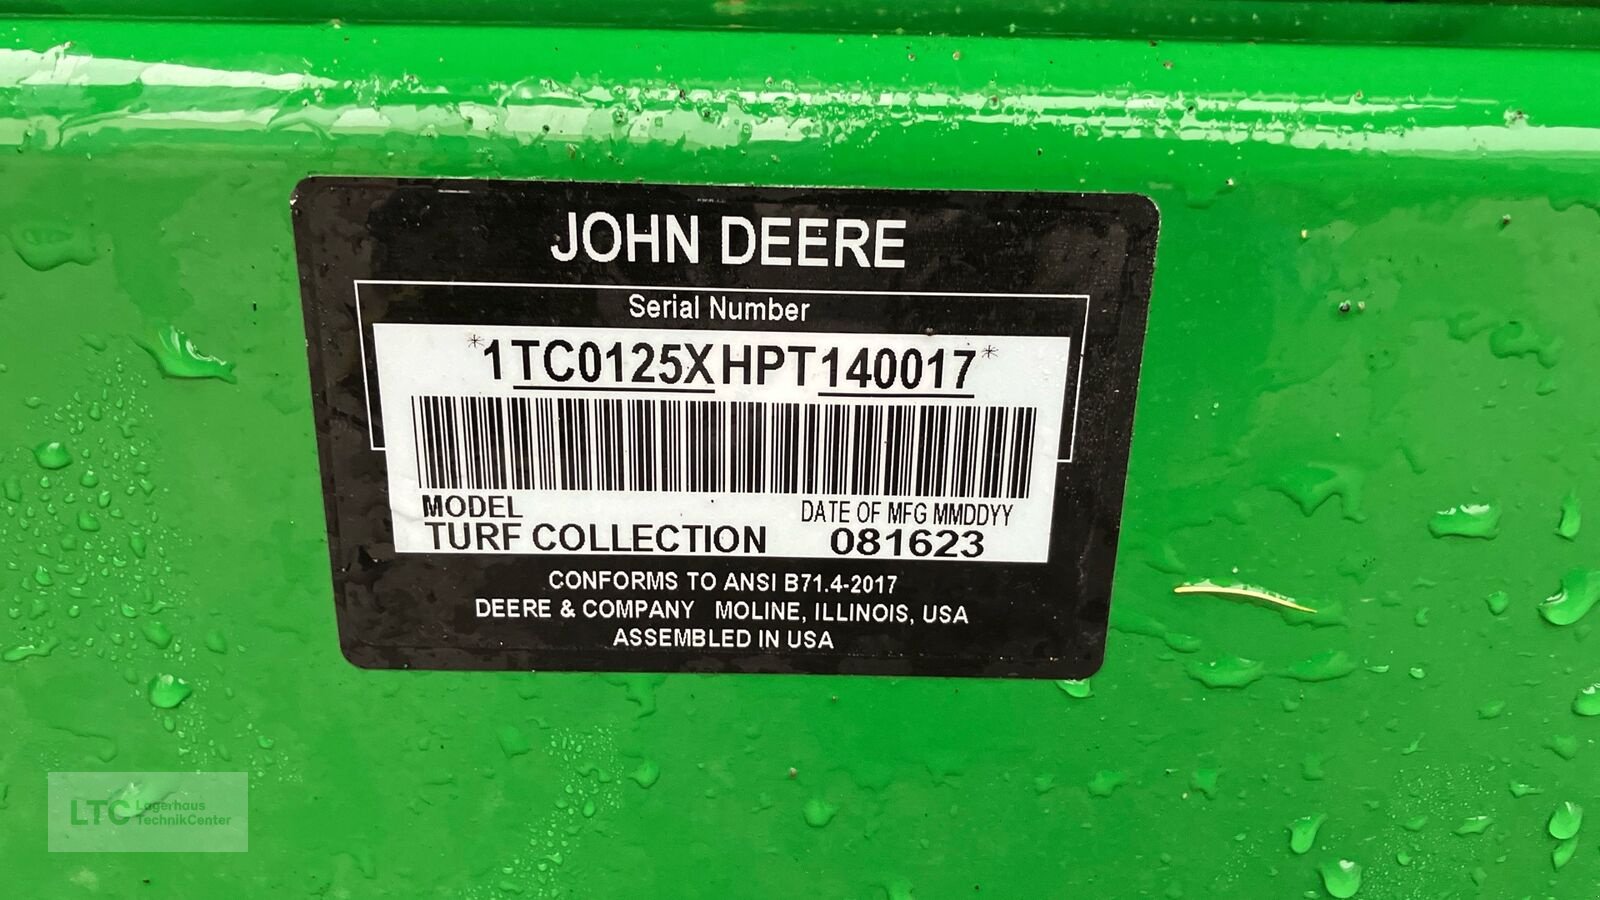 JOHN DEERE
Serial Number
*1TC0125XHPT140017*
MODEL
TURF COLLECTION
DATE OF MFG MMDDYY
081623
CONFORMS TO ANSI B71.4-2017
DEERE & COMPANY MOLINE, ILLINOIS, USA
ASSEMBLED IN USA
LTC Lagerhaus
TechnikCenter